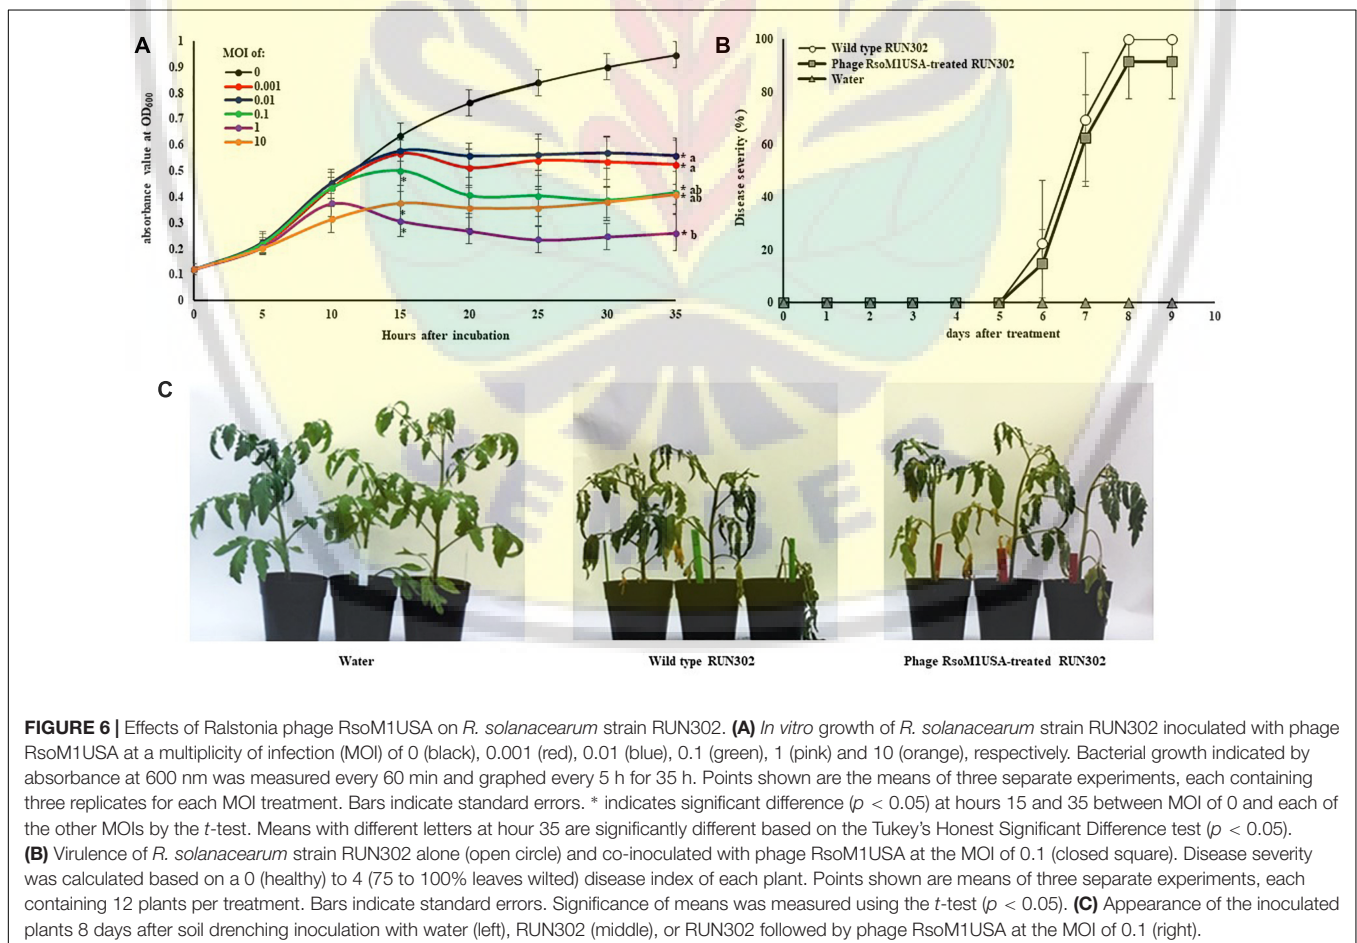 A
MOI of:
0
0.001
0.01
0.1
1
10
absorbance value at OD600
1
0.9
0.8
0.7
0.6
0.5
0.4
0.3
0.2
0.1
0
* a
* a
* ab
* ab
* b
*
*
*
0 5 10 15 20 25 30 35
Hours after incubation
B
Wild type RUN302
Phage RsoM1USA-treated RUN302
Water
Disease severity (%)
100
80
60
40
20
0
0 1 2 3 4 5 6 7 8 9 10
days after treatment
C
Water
Wild type RUN302
Phage RsoM1USA-treated RUN302
FIGURE 6 | Effects of Ralstonia phage RsoM1USA on R. solanacearum strain RUN302. (A) In vitro growth of R. solanacearum strain RUN302 inoculated with phage
RsoM1USA at a multiplicity of infection (MOI) of 0 (black), 0.001 (red), 0.01 (blue), 0.1 (green), 1 (pink) and 10 (orange), respectively. Bacterial growth indicated by
absorbance at 600 nm was measured every 60 min and graphed every 5 h for 35 h. Points shown are the means of three separate experiments, each containing
three replicates for each MOI treatment. Bars indicate standard errors. * indicates significant difference (p < 0.05) at hours 15 and 35 between MOI of 0 and each of
the other MOIs by the t-test. Means with different letters at hour 35 are significantly different based on the Tukey's Honest Significant Difference test (p < 0.05).
(B) Virulence of R. solanacearum strain RUN302 alone (open circle) and co-inoculated with phage RsoM1USA at the MOI of 0.1 (closed square). Disease severity
was calculated based on a 0 (healthy) to 4 (75 to 100% leaves wilted) disease index of each plant. Points shown are means of three separate experiments, each
containing 12 plants per treatment. Bars indicate standard errors. Significance of means was measured using the t-test (p < 0.05). (C) Appearance of the inoculated
plants 8 days after soil drenching inoculation with water (left), RUN302 (middle), or RUN302 followed by phage RsoM1USA at the MOI of 0.1 (right).